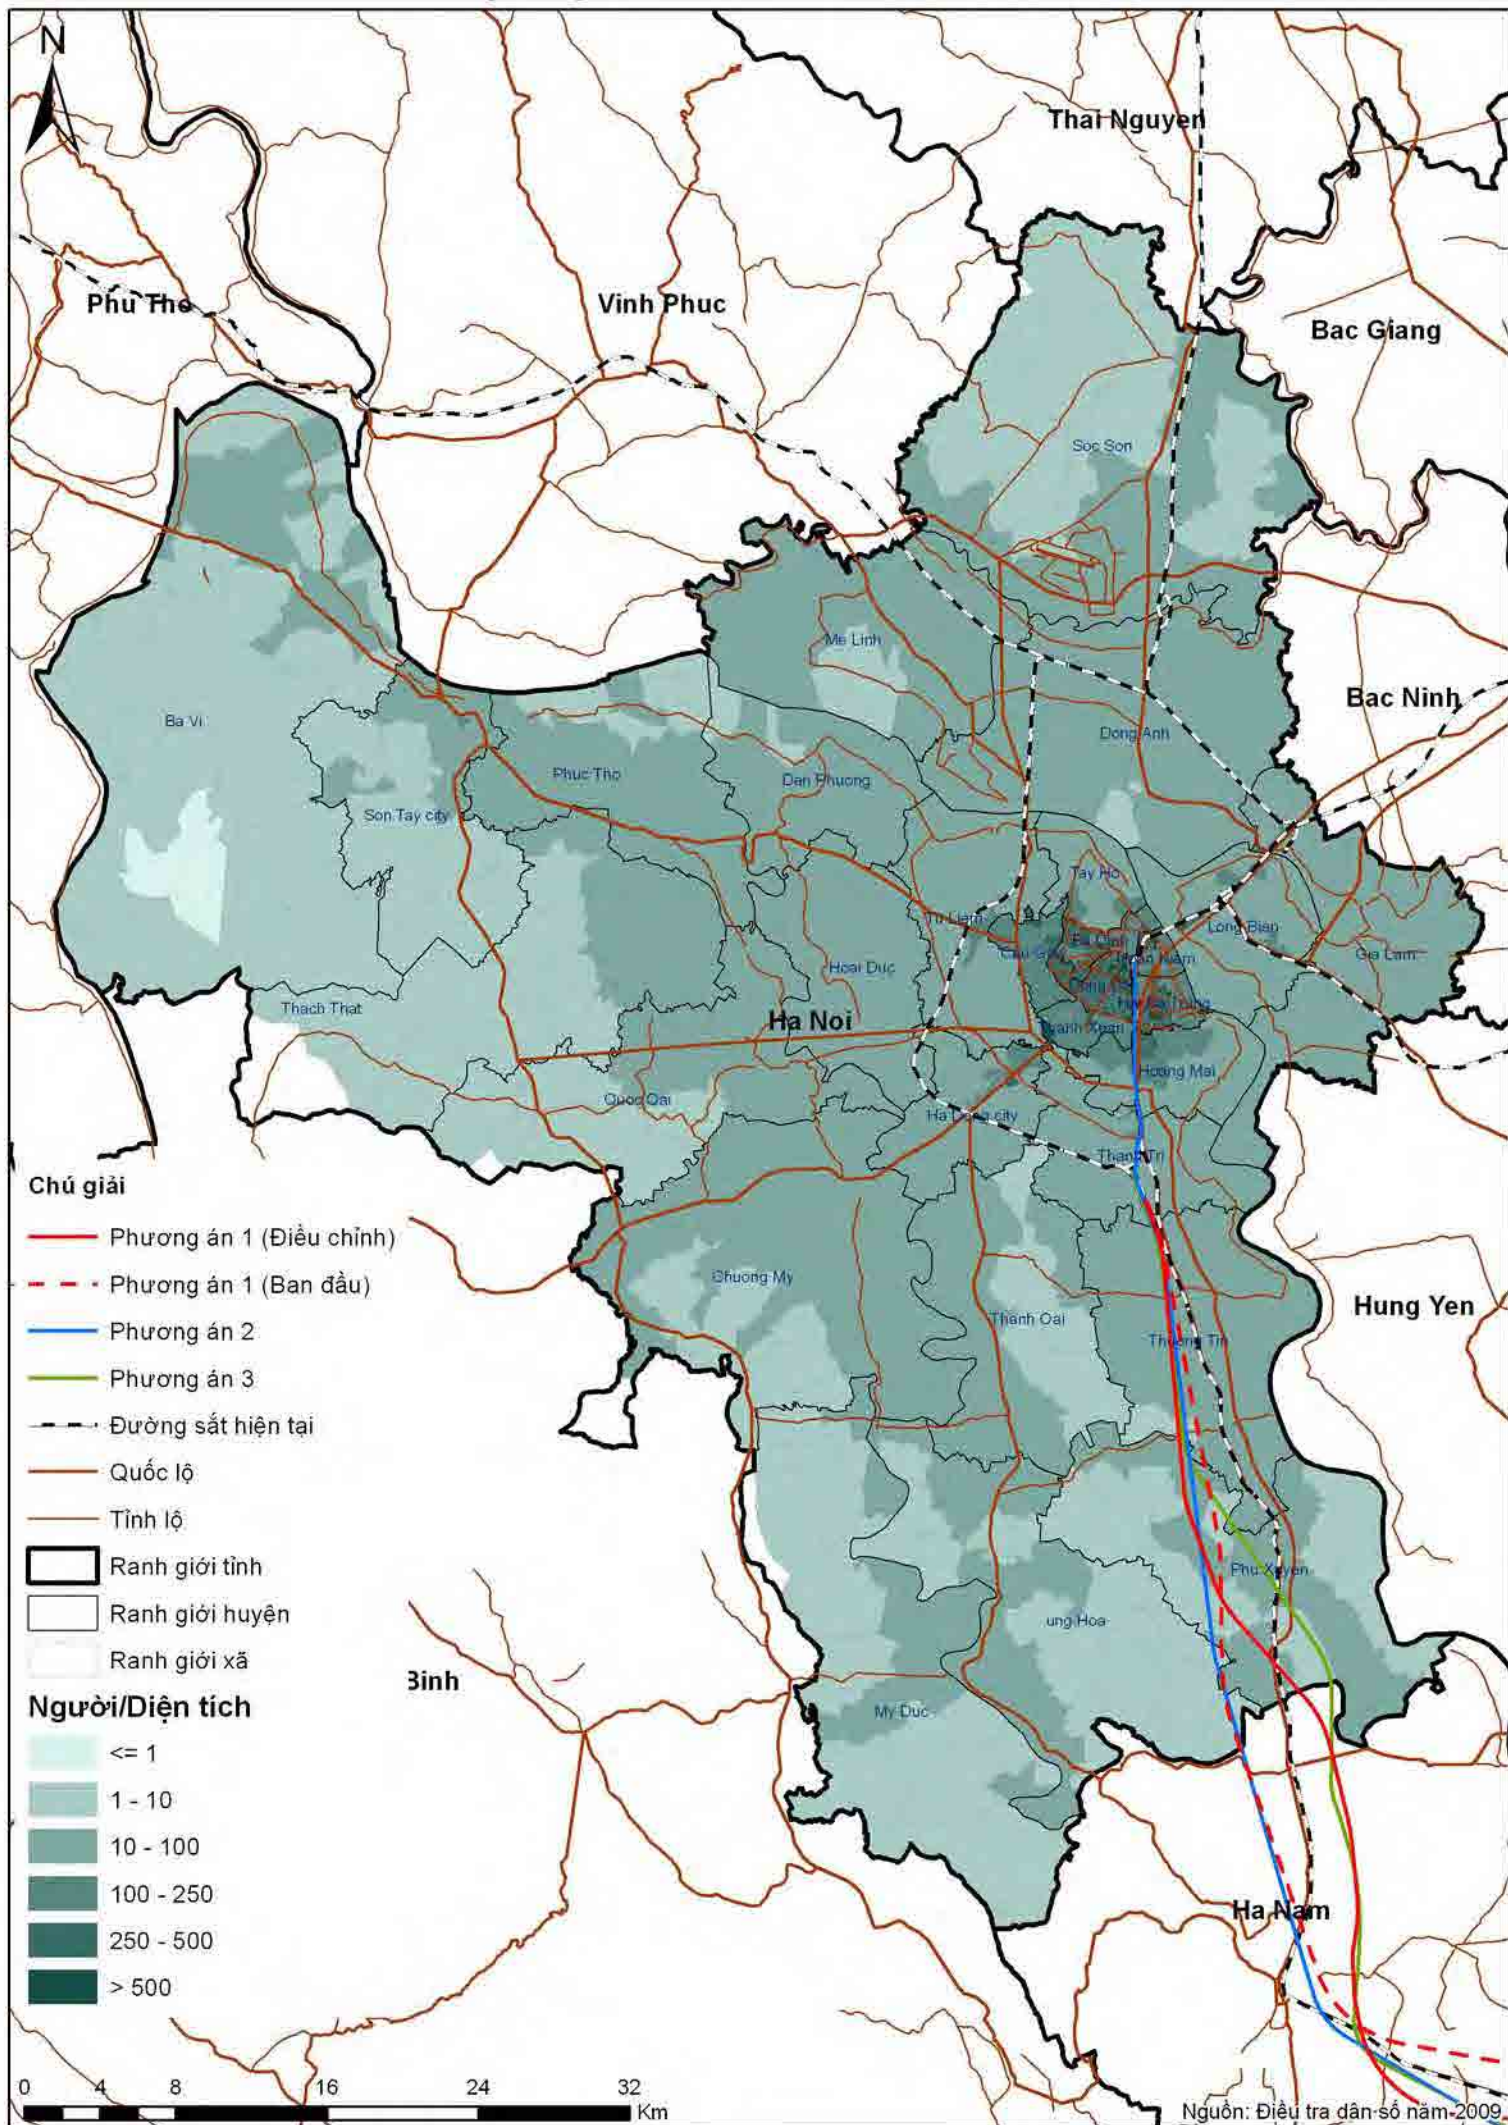 N
Thai Nguyen
Phu Tho
Vinh Phuc
Bac Giang
Soc Son
Me Linh
Bac Ninh
Ba Vi
Dong Anh
Phuc Tho
Dan Phuong
Son Tay city
Tay Ho
Tu Liem
Long Bien
Gia Lam
Hoai Duc
Thach That
Ha Noi
Thanh Xuan
Hoang Mai
Quoc Oai
Ha Dong city
Thanh Tri
Chuong My
Thanh Oai
Hung Yen
Thuong Tin
Phu Xuyen
ung Hoa
My Duc
Binh
Ha Nam
Chú giải
Phương án 1 (Điều chỉnh)
Phương án 1 (Ban đầu)
Phương án 2
Phương án 3
Đường sắt hiện tại
Quốc lộ
Tỉnh lộ
Ranh giới tỉnh
Ranh giới huyện
Ranh giới xã
Người/Diện tích
<= 1
1 - 10
10 - 100
100 - 250
250 - 500
> 500
0 4 8 16 24 32
Km
Nguồn: Điều tra dân số năm 2009